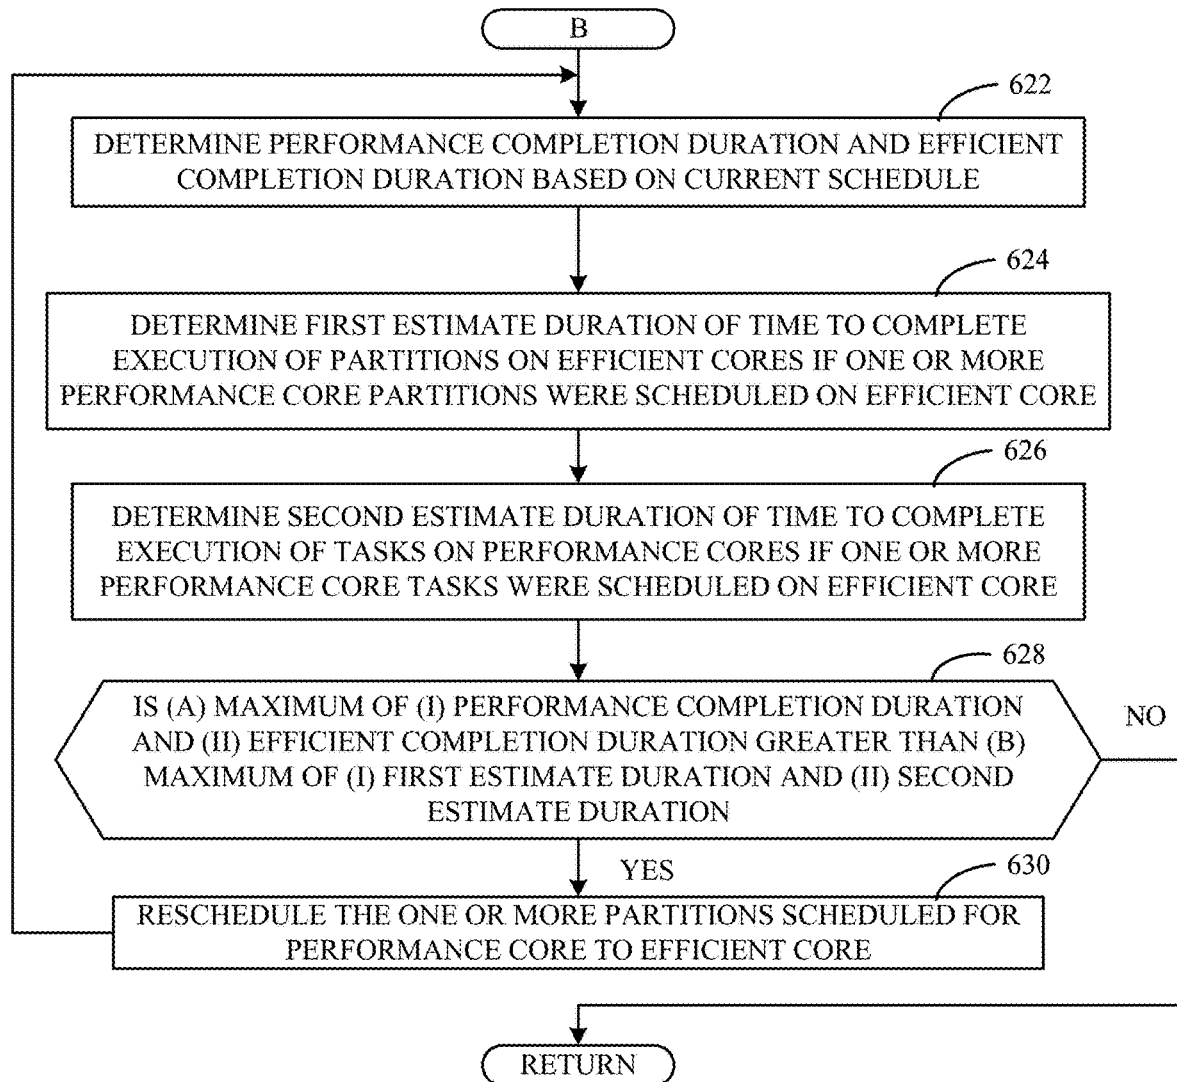 B
622
DETERMINE PERFORMANCE COMPLETION DURATION AND EFFICIENT
COMPLETION DURATION BASED ON CURRENT SCHEDULE
624
DETERMINE FIRST ESTIMATE DURATION OF TIME TO COMPLETE
EXECUTION OF PARTITIONS ON EFFICIENT CORES IF ONE OR MORE
PERFORMANCE CORE PARTITIONS WERE SCHEDULED ON EFFICIENT CORE
626
DETERMINE SECOND ESTIMATE DURATION OF TIME TO COMPLETE
EXECUTION OF TASKS ON PERFORMANCE CORES IF ONE OR MORE
PERFORMANCE CORE TASKS WERE SCHEDULED ON EFFICIENT CORE
628
IS (A) MAXIMUM OF (I) PERFORMANCE COMPLETION DURATION
AND (II) EFFICIENT COMPLETION DURATION GREATER THAN (B)
MAXIMUM OF (I) FIRST ESTIMATE DURATION AND (II) SECOND
ESTIMATE DURATION
NO
YES
630
RESCHEDULE THE ONE OR MORE PARTITIONS SCHEDULED FOR
PERFORMANCE CORE TO EFFICIENT CORE
RETURN